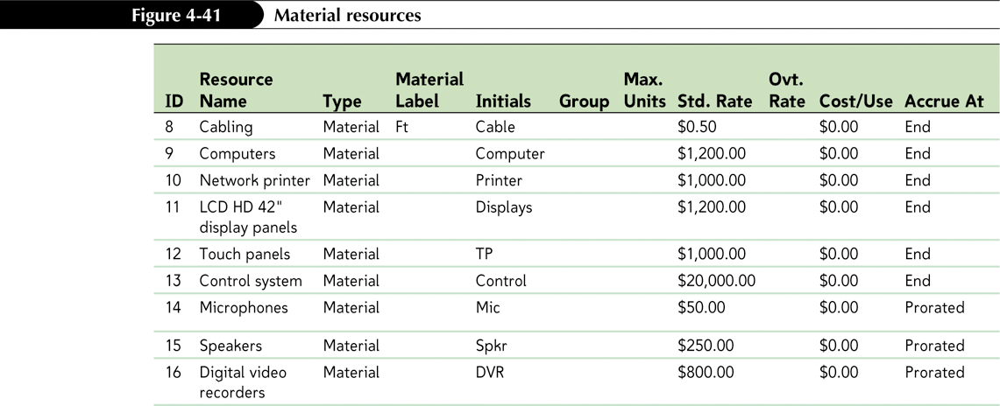 Figure 4-41 Material resources
Resource Material Max. Ovt.
ID Name Type Label Initials Group Units Std. Rate Rate Cost/Use Accrue At
8 Cabling Material Ft Cable $0.50 $0.00 End
9 Computers Material Computer $1,200.00 $0.00 End
10 Network printer Material Printer $1,000.00 $0.00 End
11 LCD HD 42" Material Displays $1,200.00 $0.00 End
display panels
12 Touch panels Material TP $1,000.00 $0.00 End
13 Control system Material Control $20,000.00 $0.00 End
14 Microphones Material Mic $50.00 $0.00 Prorated
15 Speakers Material Spkr $250.00 $0.00 Prorated
16 Digital video Material DVR $800.00 $0.00 Prorated
recorders